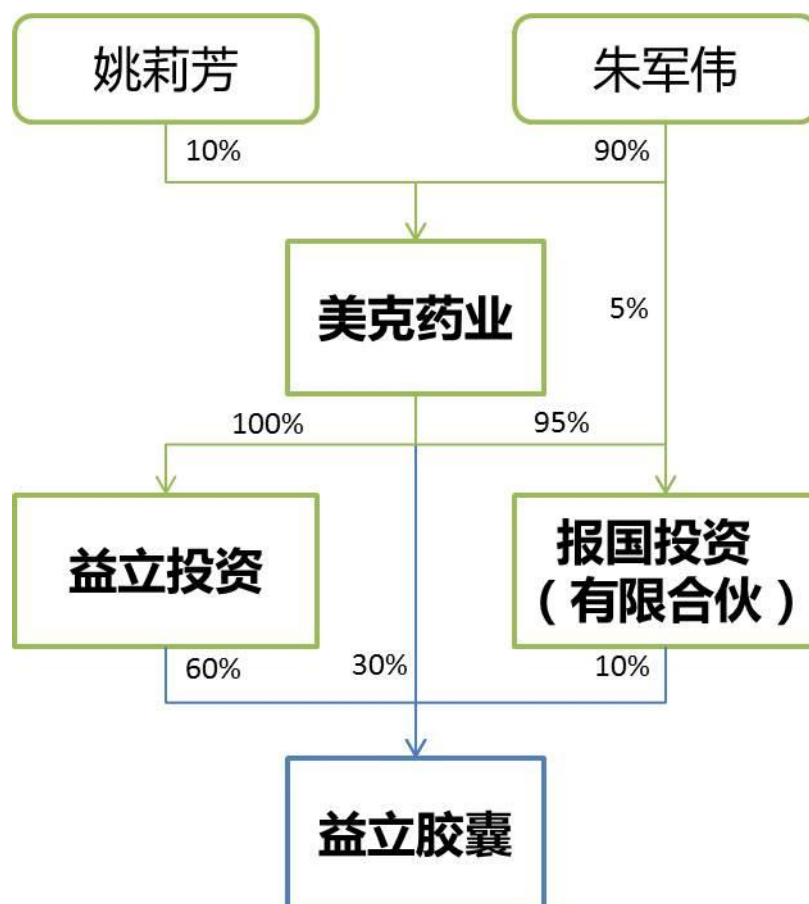 姚莉芳
朱军伟
10%
90%
美克药业
5%
100%
95%
益立投资
报国投资
（有限合伙）
60%
30%
10%
益立胶囊